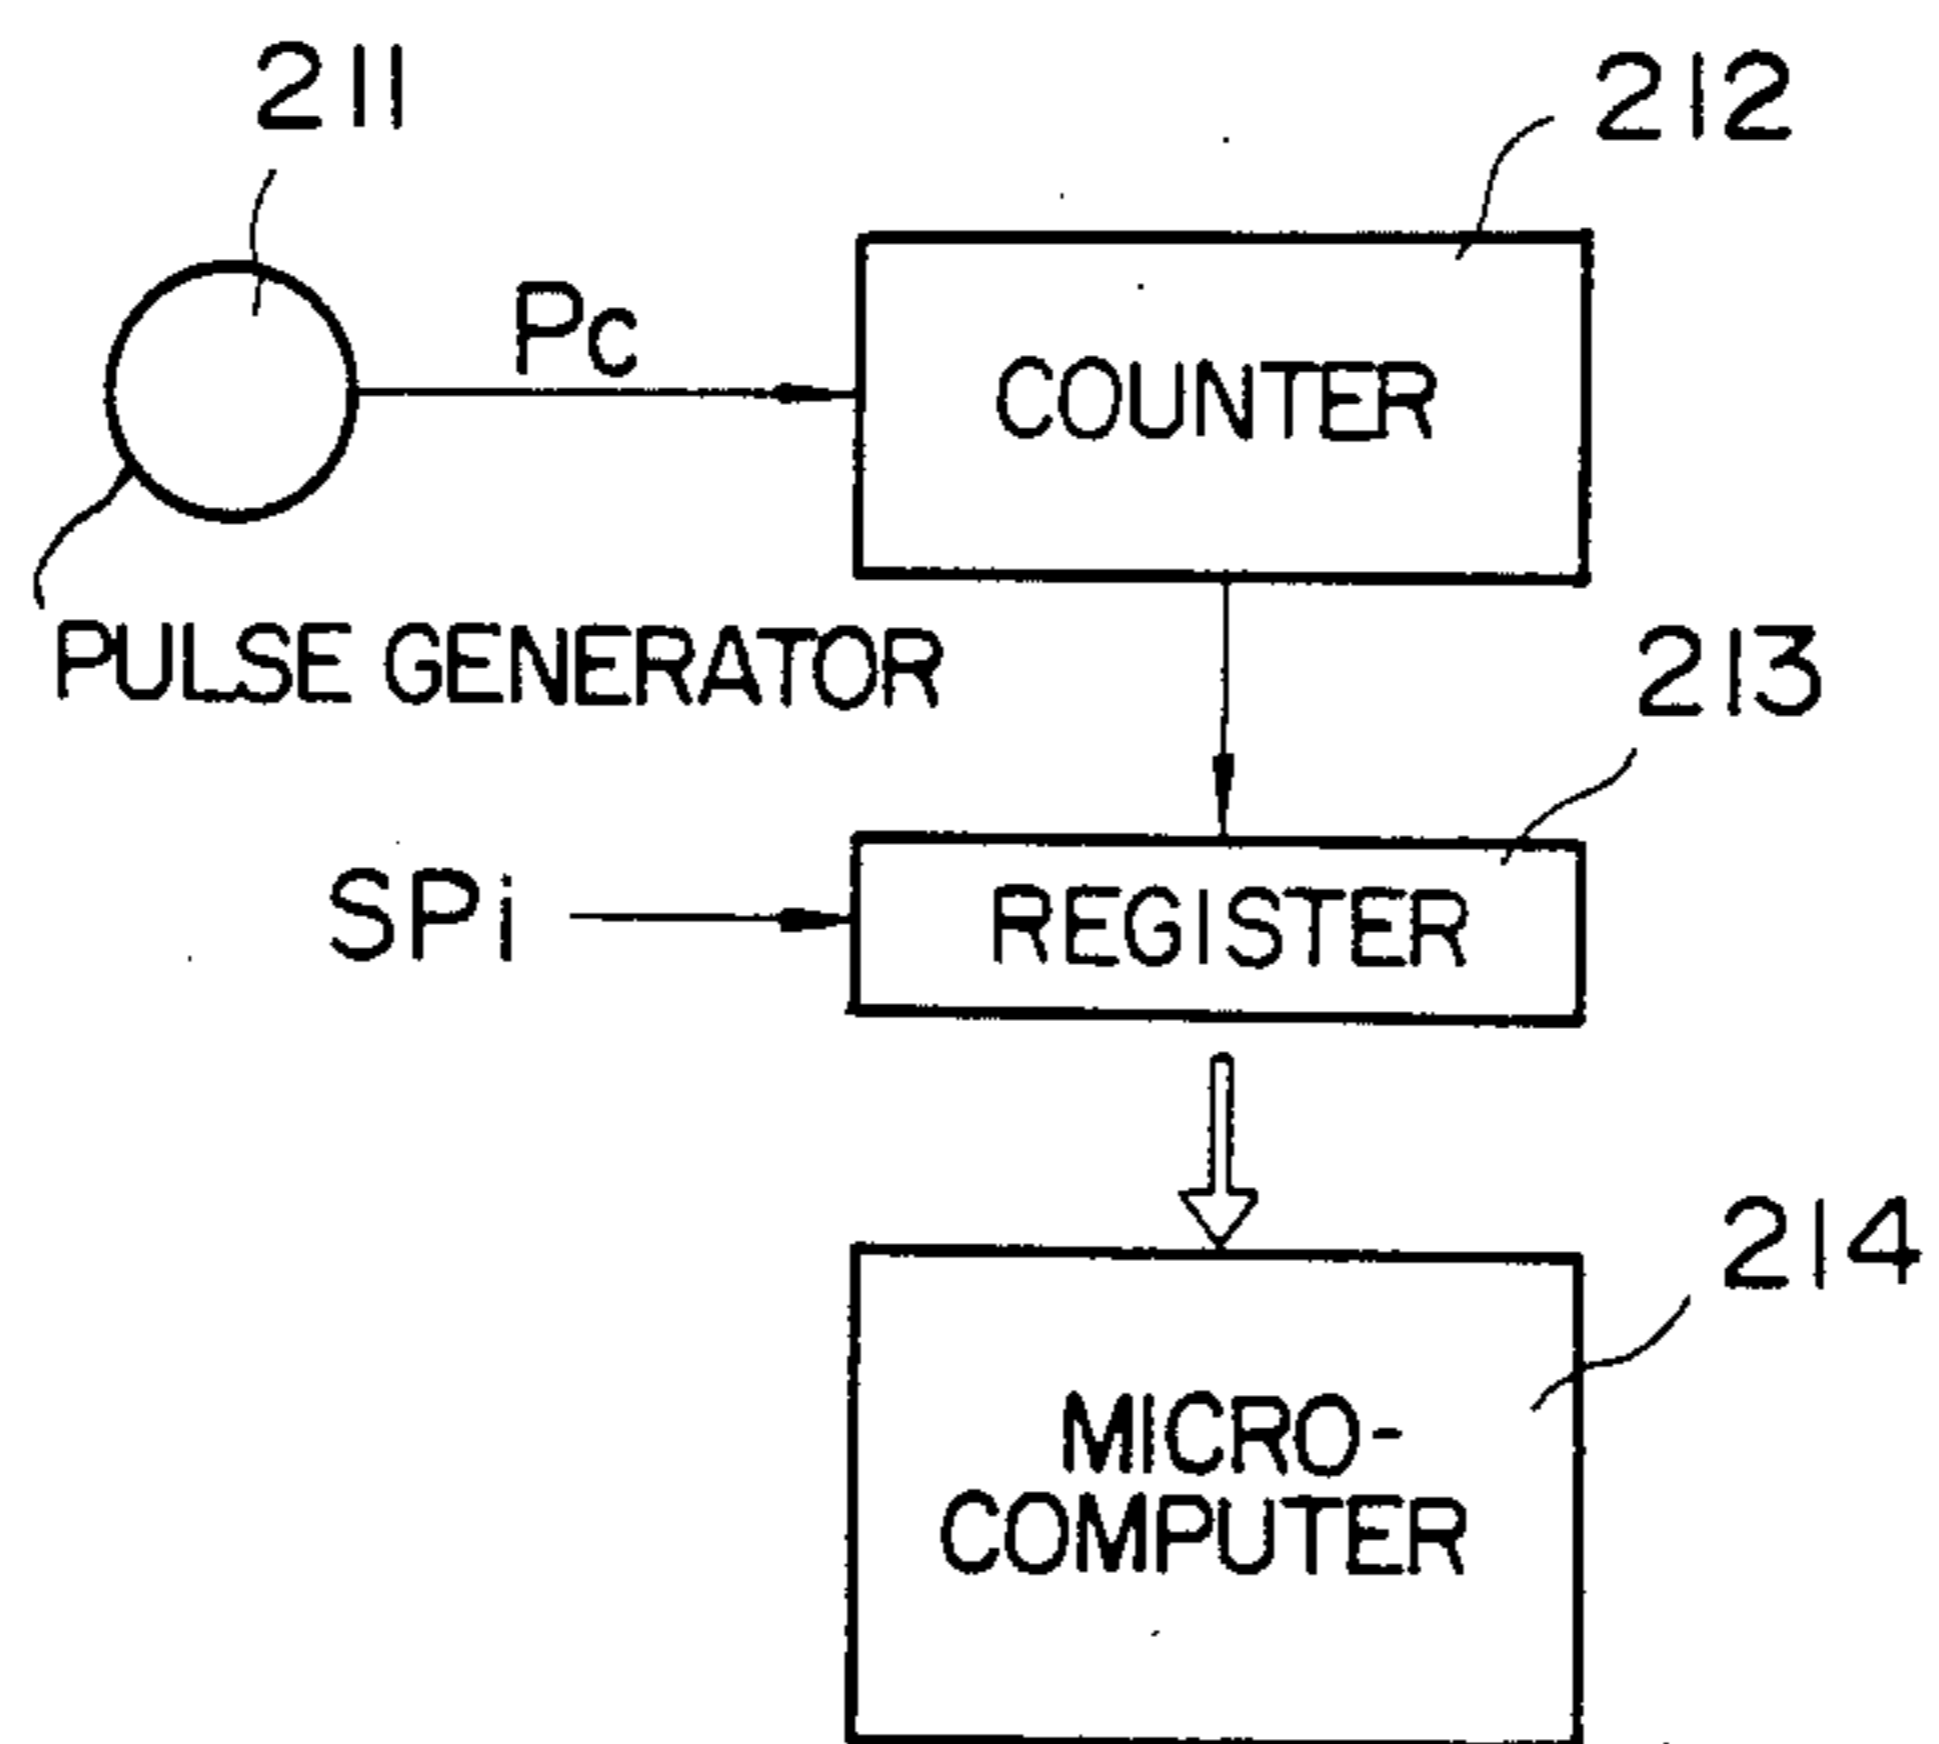 211
212
Pc
COUNTER
PULSE GENERATOR
213
SPi
REGISTER
214
MICRO-
COMPUTER